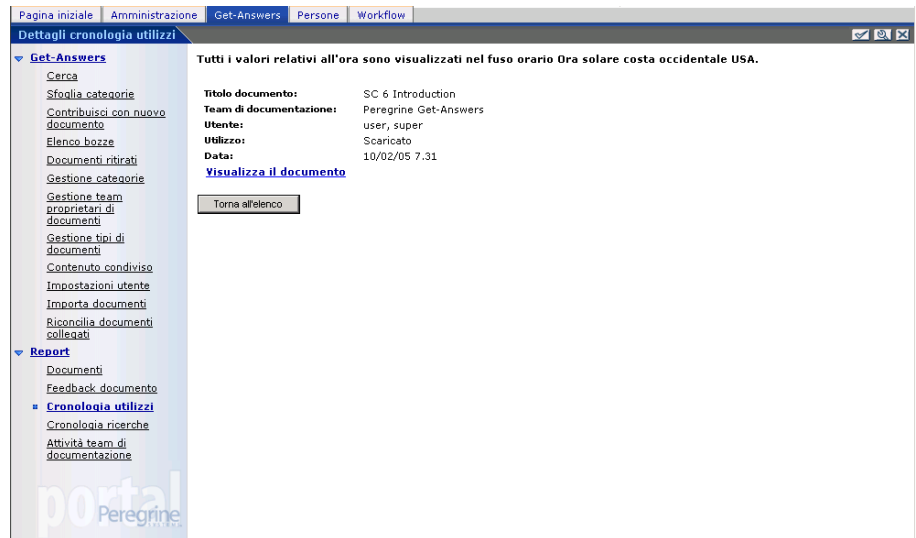 Pagina iniziale Amministrazione Get-Answers Persone Workflow
Dettagli cronologia utilizzi
Get-Answers
Cerca
Sfoglia categorie
Contribuisci con nuovo
documento
Elenco bozze
Documenti ritirati
Gestione categorie
Gestione team
proprietari di
documenti
Gestione tipi di
documenti
Contenuto condiviso
Impostazioni utente
Importa documenti
Riconcilia documenti
collegati
Report
Documenti
Feedback documento
Cronologia utilizzi
Cronologia ricerche
Attività team di
documentazione
portal
Peregrine
Tutti i valori relativi all'ora sono visualizzati nel fuso orario Ora solare costa occidentale USA.
Titolo documento: SC 6 Introduction
Team di documentazione: Peregrine Get-Answers
Utente: user, super
Utilizzo: Scaricato
Data: 10/02/05 7.31
Visualizza il documento
Torna all'elenco